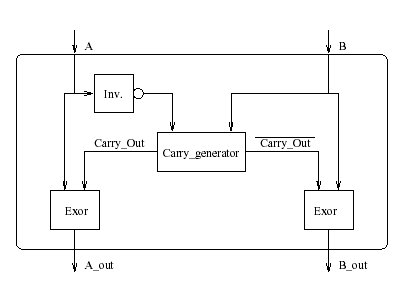 A
B
Inv.
Carry_Out
Carry_generator
Carry_Out
Exor
Exor
A_out
B_out